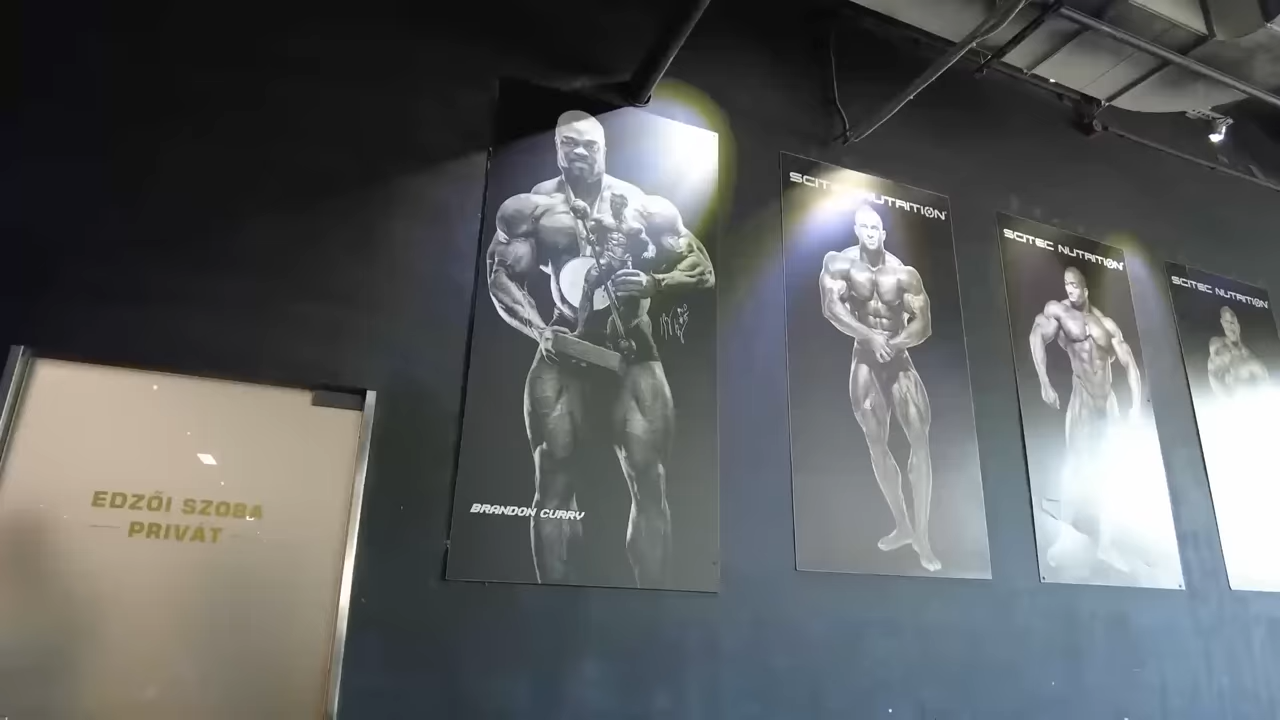 EDZŐI SZOBA
PRIVÁT
BRANDON CURRY
SCITEC NUTRITION
SCITEC NUTRITION
SCITEC NUTRITION